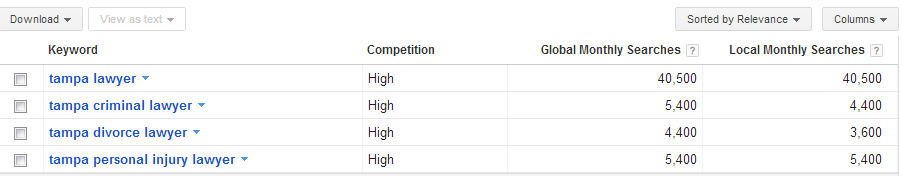 Download View as text Sorted by Relevance Columns
Keyword Competition Global Monthly Searches ? Local Monthly Searches ?
tampa lawyer High 40,500 40,500
tampa criminal lawyer High 5,400 4,400
tampa divorce lawyer High 4,400 3,600
tampa personal injury lawyer High 5,400 5,400